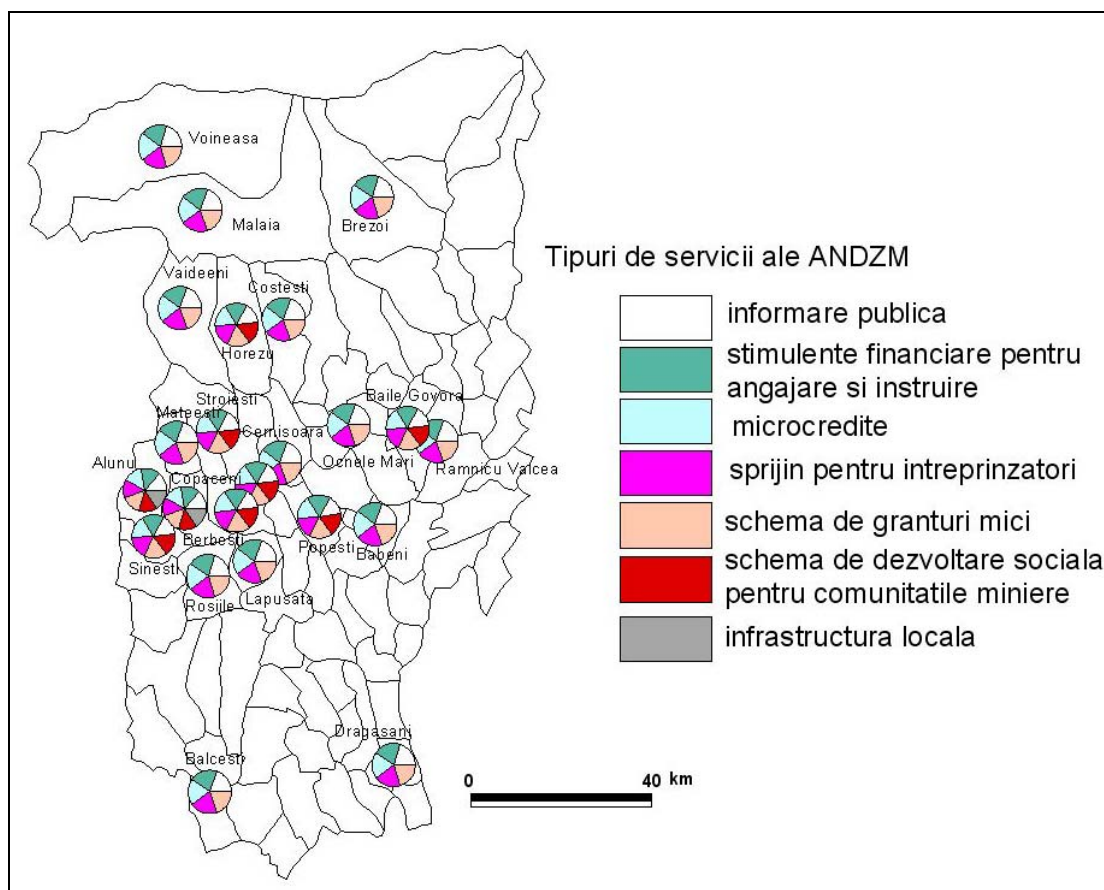 Voineasa
Malaia
Brezoi
Vaideeni
Costesti
Horezu
Tipuri de servicii ale ANDZM
informare publica
stimulente financiare pentru
angajare si instruire
microcredite
sprijin pentru intreprinzatori
schema de granturi mici
schema de dezvoltare sociala
pentru comunitatile miniere
infrastructura locala
Stroiesti
Baile Govora
Mateesti
Cernisoara
Ocnele Mari
Ramnicu Valcea
Alunu
Copaceni
Berbesti
Popesti
Babeni
Sinesti
Rosiile
Lapusata
Dragasani
Balcesti
0 40 km